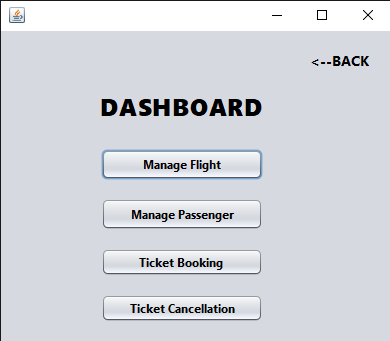 <--BACK
DASHBOARD
Manage Flight
Manage Passenger
Ticket Booking
Ticket Cancellation